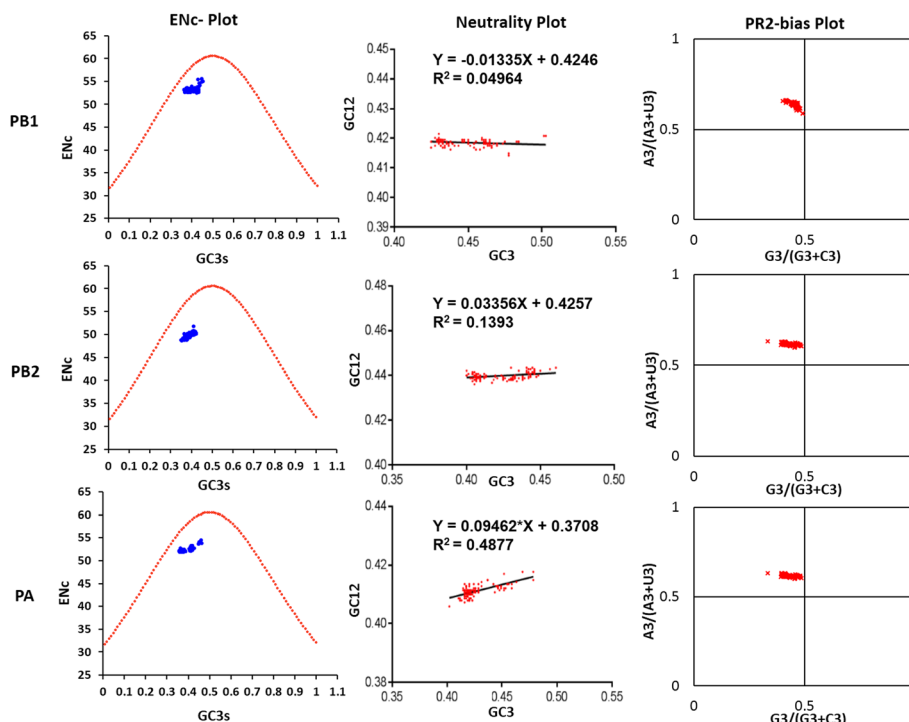 ENc- Plot
Neutrality Plot
PR2-bias Plot
PB1
ENc
65
60
55
50
45
40
35
30
25
0 0.1 0.2 0.3 0.4 0.5 0.6 0.7 0.8 0.9 1 1.1
GC3s
Y = -0.01335X + 0.4246
R² = 0.04964
GC12
0.45
0.44
0.43
0.42
0.41
0.40
0.39
0.40 0.45 0.50 0.55
GC3
A3/(A3+U3)
1
0.5
0
0 0.5
G3/(G3+C3)
PB2
ENc
65
60
55
50
45
40
35
30
25
0 0.1 0.2 0.3 0.4 0.5 0.6 0.7 0.8 0.9 1 1.1
GC3s
Y = 0.03356X + 0.4257
R² = 0.1393
GC12
0.48
0.46
0.44
0.42
0.40
0.35 0.40 0.45 0.50
GC3
A3/(A3+U3)
1
0.5
0
0 0.5
G3/(G3+C3)
PA
ENc
65
60
55
50
45
40
35
30
25
0 0.1 0.2 0.3 0.4 0.5 0.6 0.7 0.8 0.9 1 1.1
GC3s
Y = 0.09462*X + 0.3708
R² = 0.4877
GC12
0.44
0.42
0.40
0.38
0.35 0.40 0.45 0.50 0.55
GC3
A3/(A3+U3)
1
0.5
0
0 0.5
G3/(G3+C3)